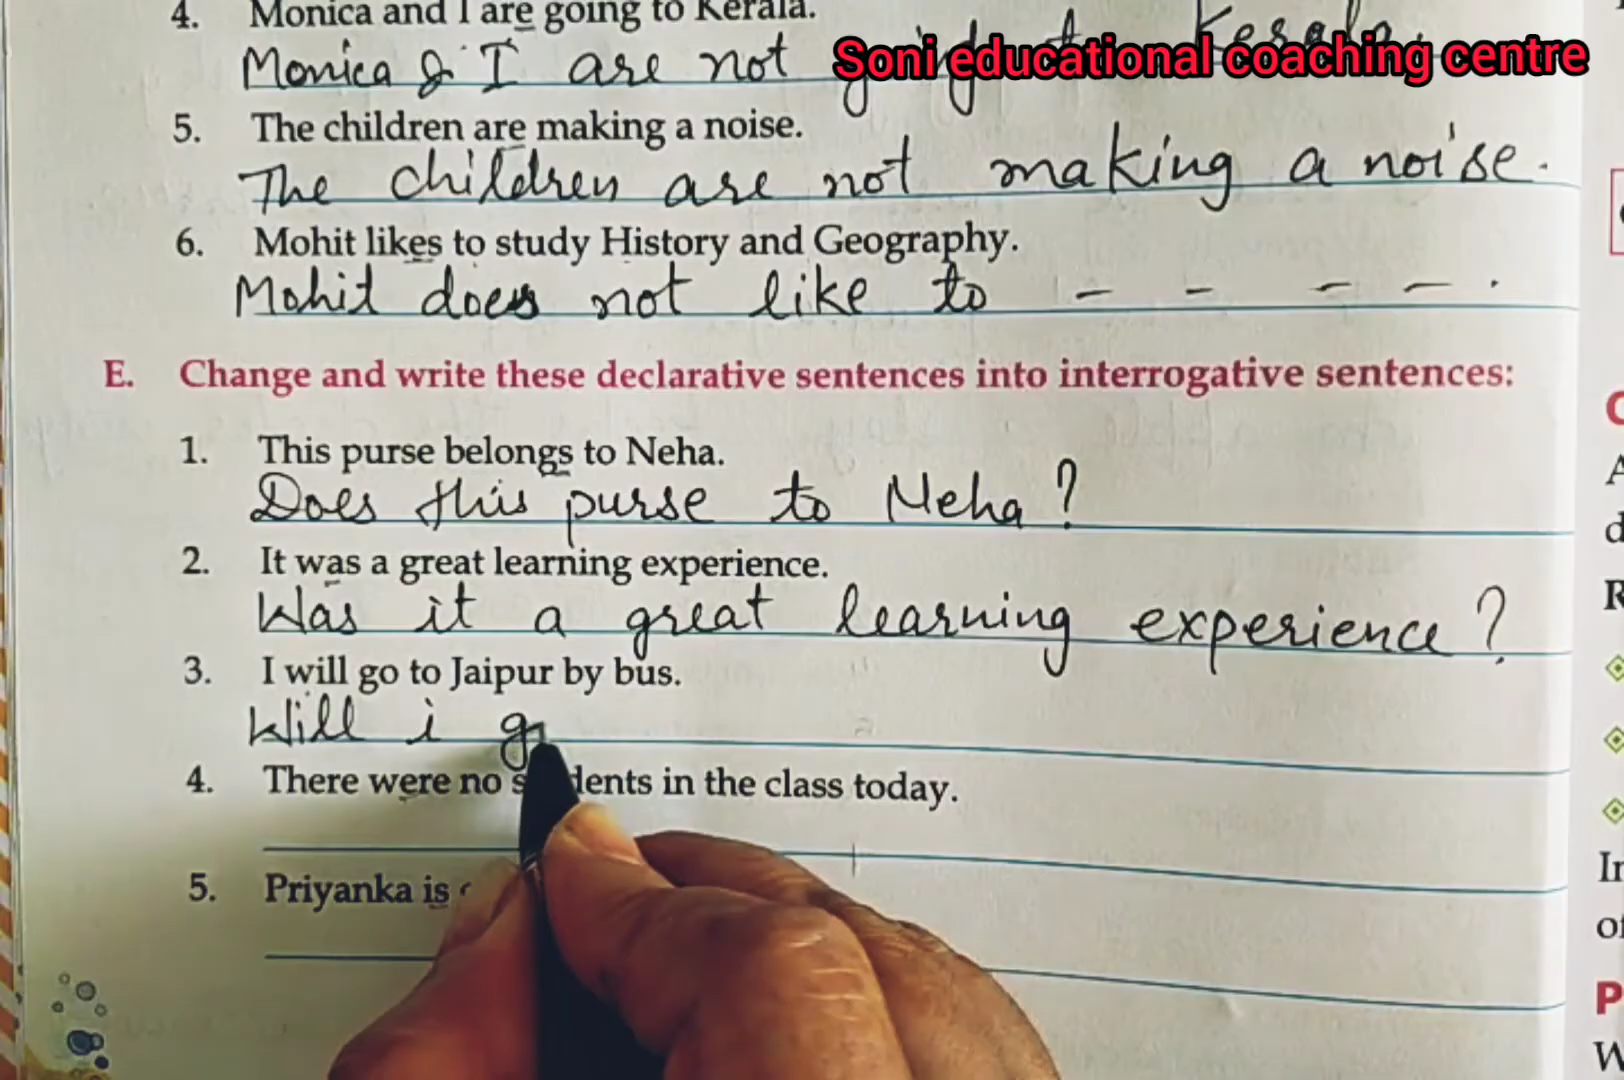 4. Monica and I are going to Kerala.
Monica & I are not going to Kerala.
Soni educational coaching centre
5. The children are making a noise.
The children are not making a noise.
6. Mohit likes to study History and Geography.
Mohit does not like to - - - - .
E. Change and write these declarative sentences into interrogative sentences:
1. This purse belongs to Neha.
Does this purse to Neha?
2. It was a great learning experience.
Was it a great learning experience?
3. I will go to Jaipur by bus.
Will i g
4. There were no students in the class today.
5. Priyanka is